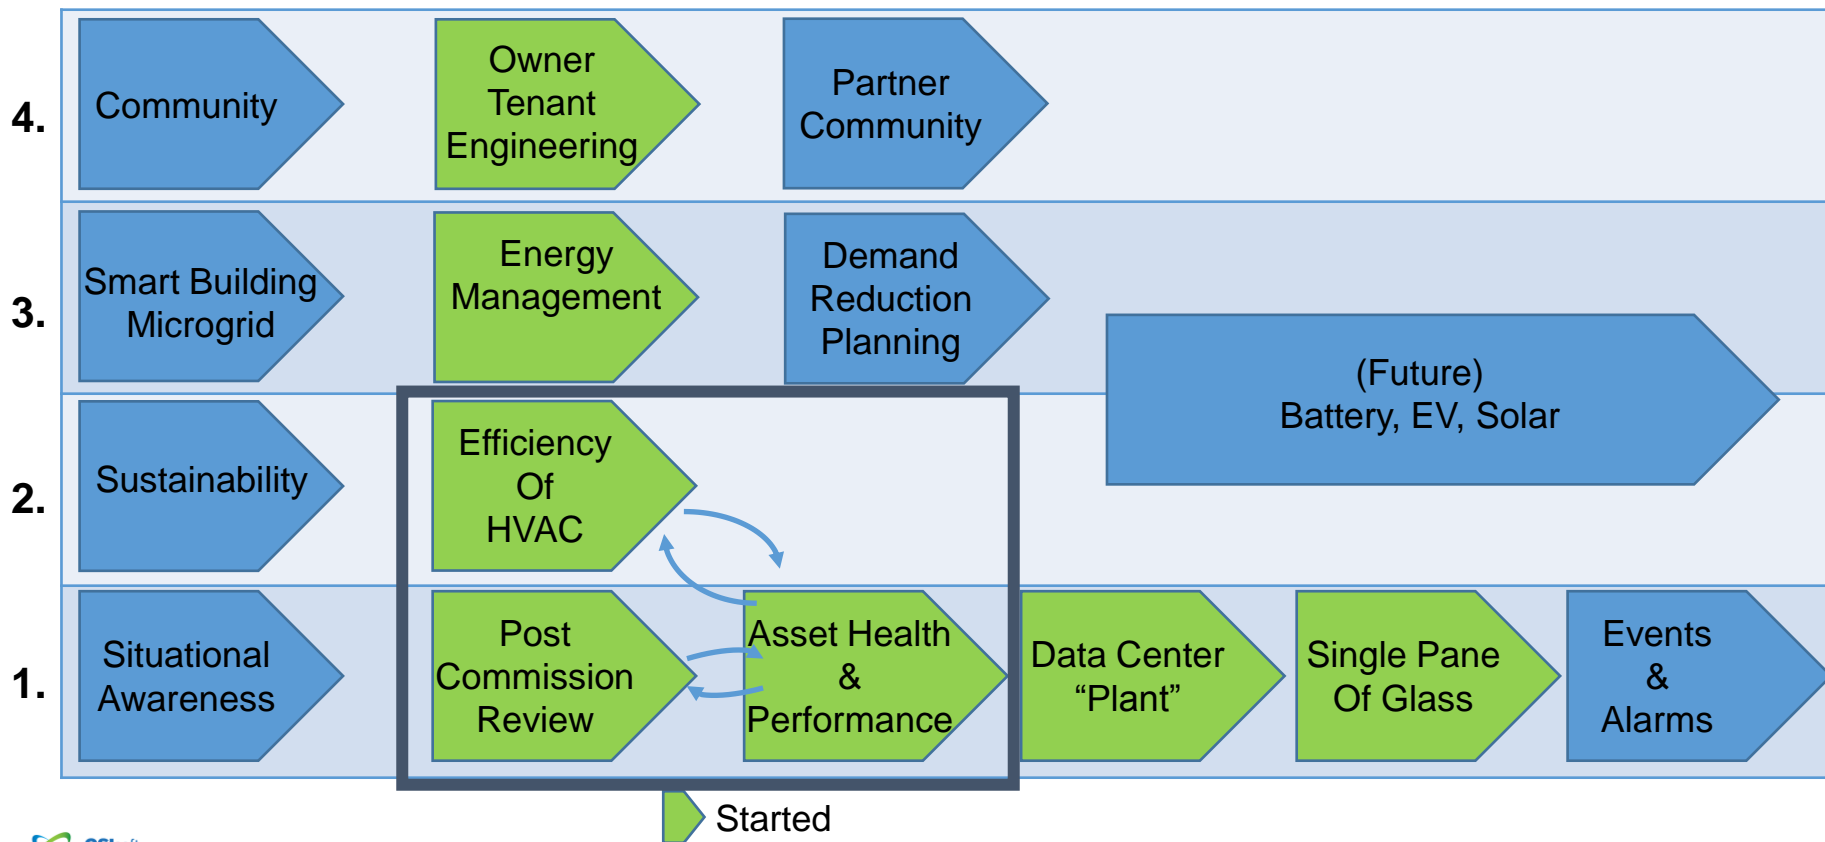 4.
Community
Owner
Tenant
Engineering
Partner
Community
3.
Smart Building
Microgrid
Energy
Management
Demand
Reduction
Planning
(Future)
Battery, EV, Solar
2.
Sustainability
Efficiency
Of
HVAC
1.
Situational
Awareness
Post
Commission
Review
Asset Health
&
Performance
Data Center
“Plant”
Single Pane
Of Glass
Events
&
Alarms
Started